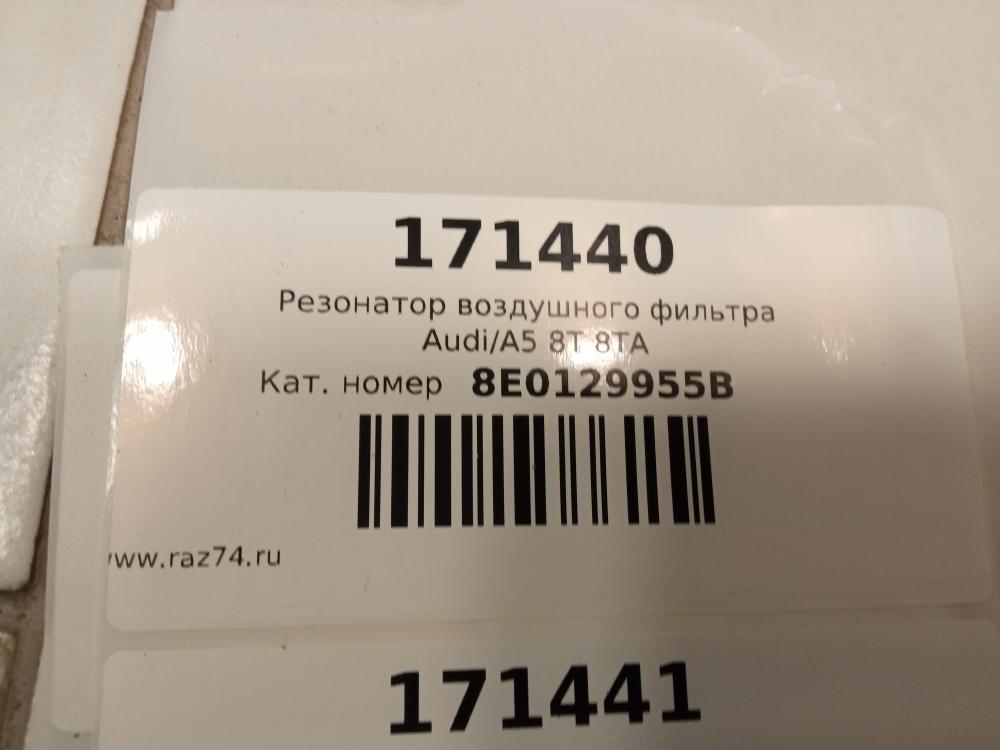 171440
Резонатор воздушного фильтра
Audi/A5 8T 8TA
Кат. номер 8E0129955B
www.raz74.ru
171441